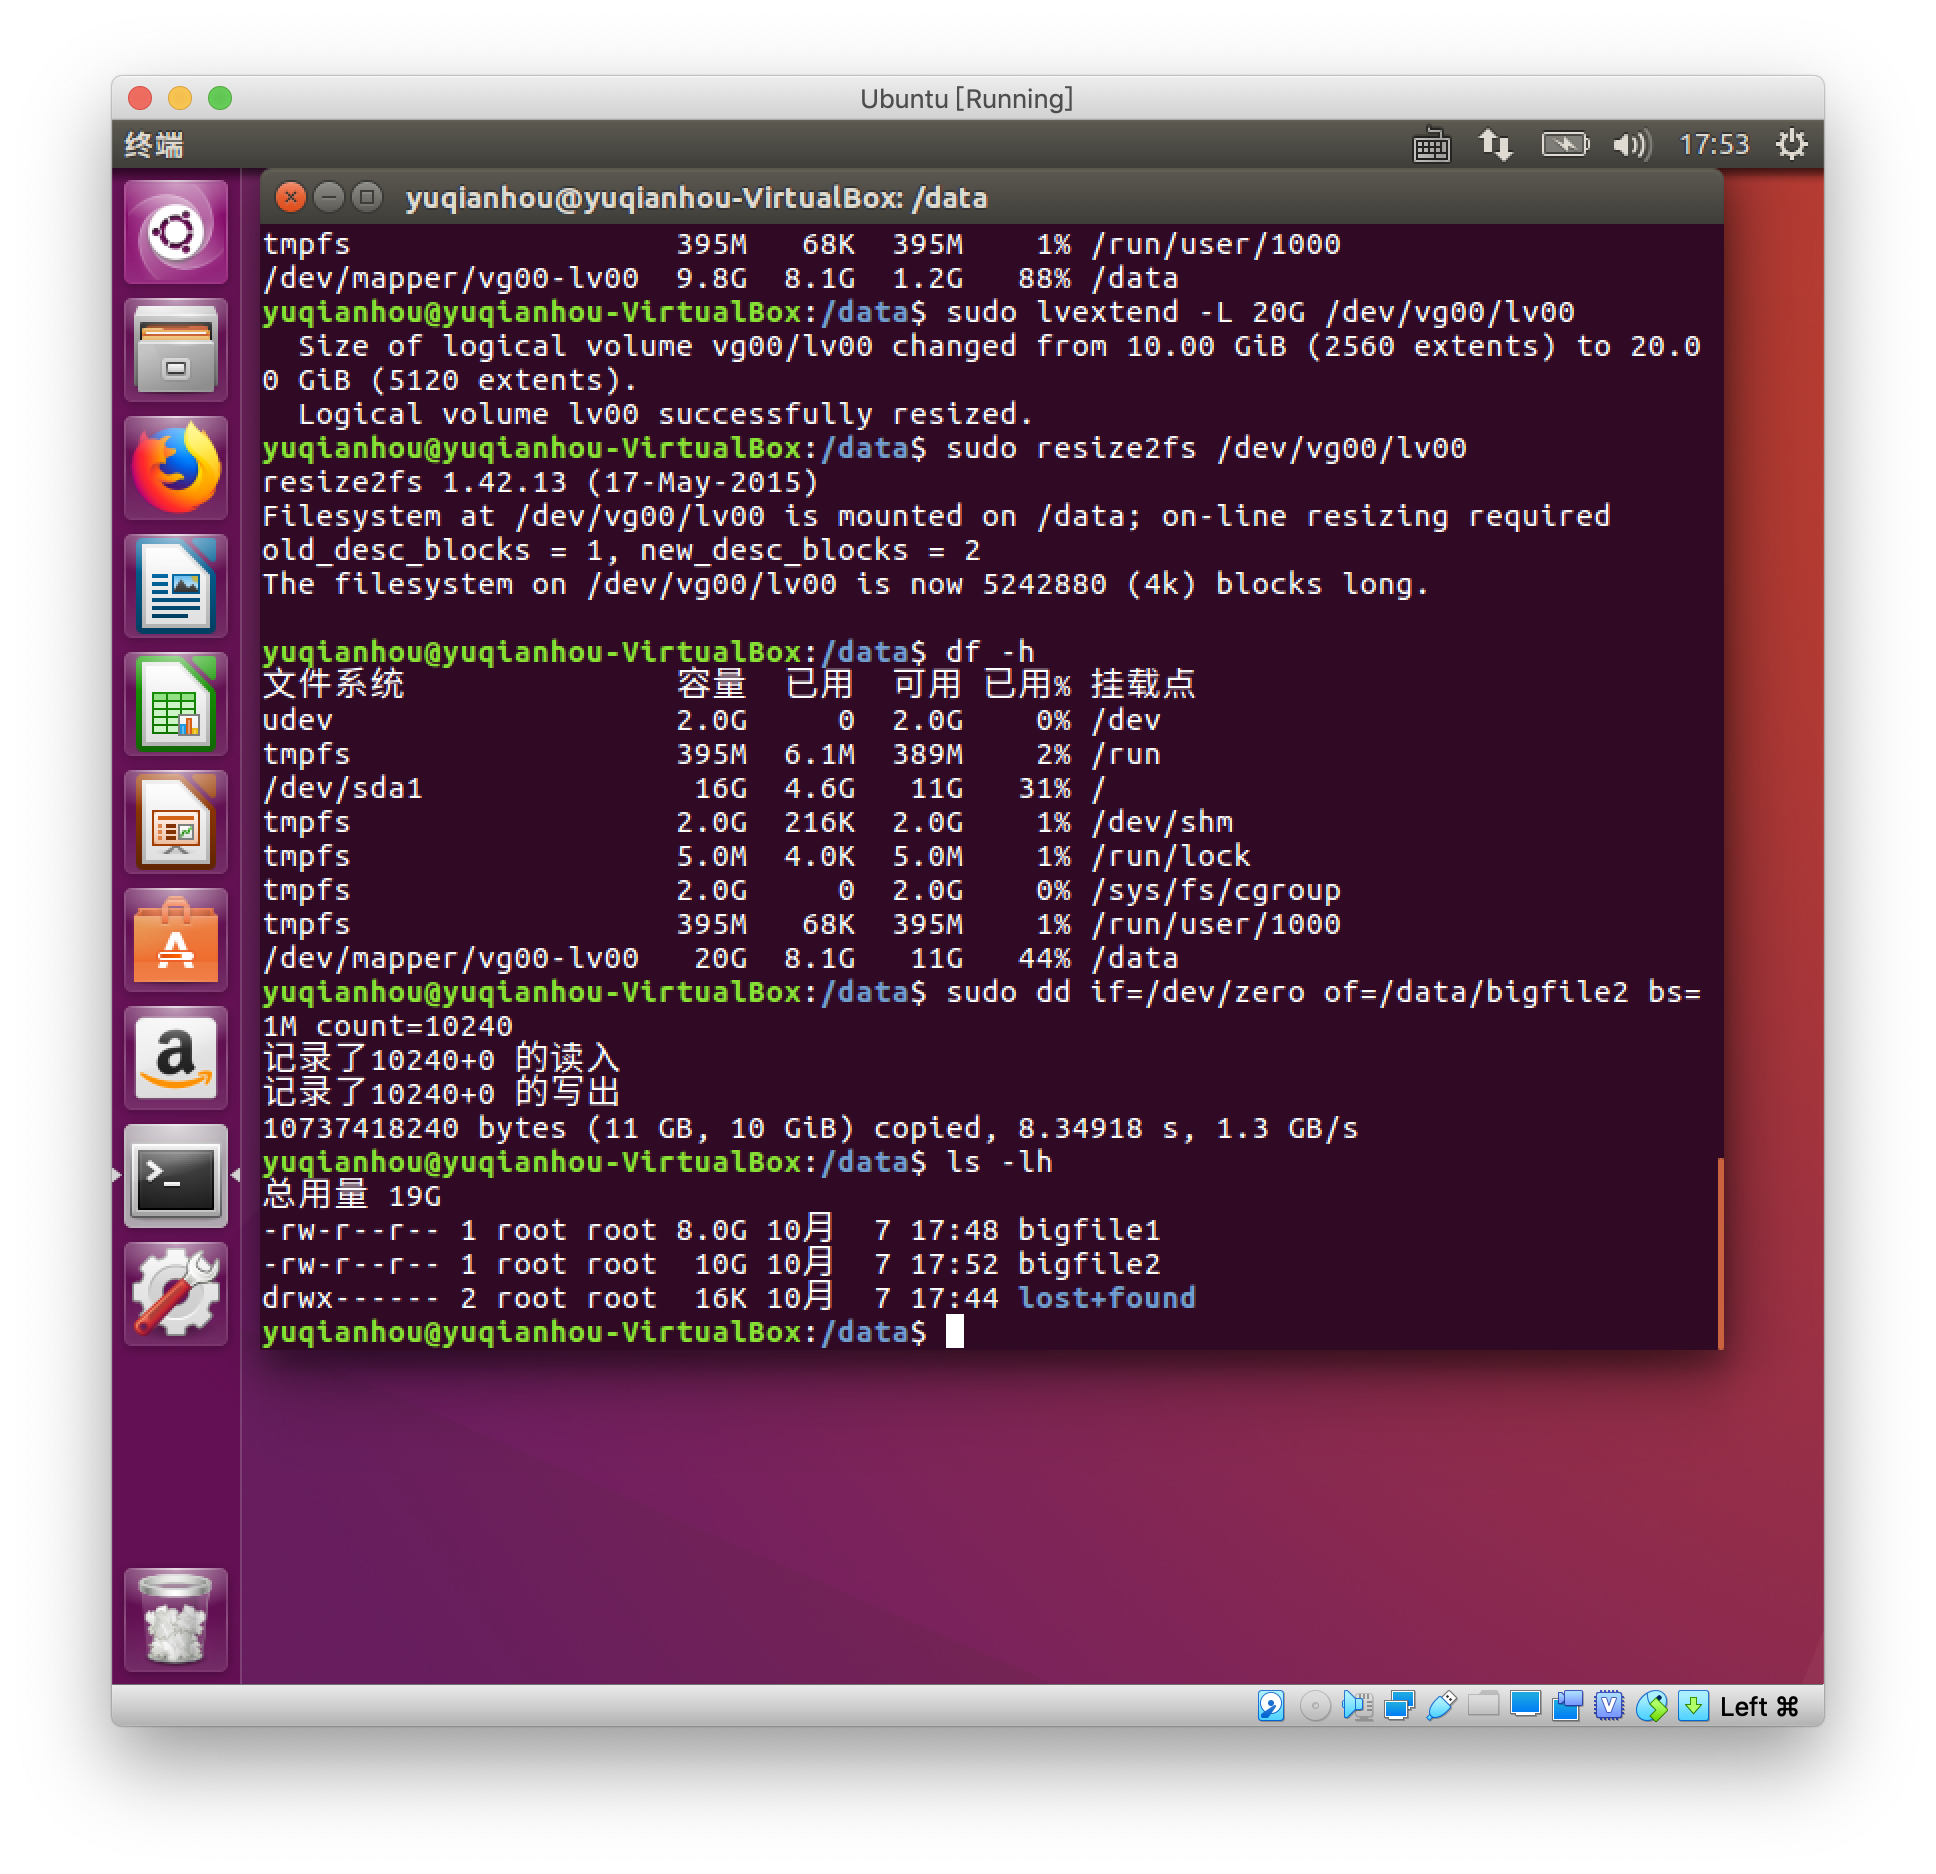 Ubuntu [Running]
终端
17:53
yuqianhou@yuqianhou-VirtualBox: /data
tmpfs                       395M   68K  395M    1% /run/user/1000
/dev/mapper/vg00-lv00  9.8G  8.1G  1.2G   88% /data
yuqianhou@yuqianhou-VirtualBox:/data$ sudo lvextend -L 20G /dev/vg00/lv00
  Size of logical volume vg00/lv00 changed from 10.00 GiB (2560 extents) to 20.0
0 GiB (5120 extents).
  Logical volume lv00 successfully resized.
yuqianhou@yuqianhou-VirtualBox:/data$ sudo resize2fs /dev/vg00/lv00
resize2fs 1.42.13 (17-May-2015)
Filesystem at /dev/vg00/lv00 is mounted on /data; on-line resizing required
old_desc_blocks = 1, new_desc_blocks = 2
The filesystem on /dev/vg00/lv00 is now 5242880 (4k) blocks long.
yuqianhou@yuqianhou-VirtualBox:/data$ df -h
文件系统               容量  已用  可用 已用% 挂载点
udev                   2.0G     0  2.0G    0% /dev
tmpfs                  395M  6.1M  389M    2% /run
/dev/sda1               16G  4.6G   11G   31% /
tmpfs                  2.0G  216K  2.0G    1% /dev/shm
tmpfs                  5.0M  4.0K  5.0M    1% /run/lock
tmpfs                  2.0G     0  2.0G    0% /sys/fs/cgroup
tmpfs                  395M   68K  395M    1% /run/user/1000
/dev/mapper/vg00-lv00   20G  8.1G   11G   44% /data
yuqianhou@yuqianhou-VirtualBox:/data$ sudo dd if=/dev/zero of=/data/bigfile2 bs=
1M count=10240
记录了10240+0 的读入
记录了10240+0 的写出
10737418240 bytes (11 GB, 10 GiB) copied, 8.34918 s, 1.3 GB/s
yuqianhou@yuqianhou-VirtualBox:/data$ ls -lh
总用量 19G
-rw-r--r-- 1 root root 8.0G 10月  7 17:48 bigfile1
-rw-r--r-- 1 root root  10G 10月  7 17:52 bigfile2
drwx------ 2 root root  16K 10月  7 17:44 lost+found
yuqianhou@yuqianhou-VirtualBox:/data$
Left ⌘